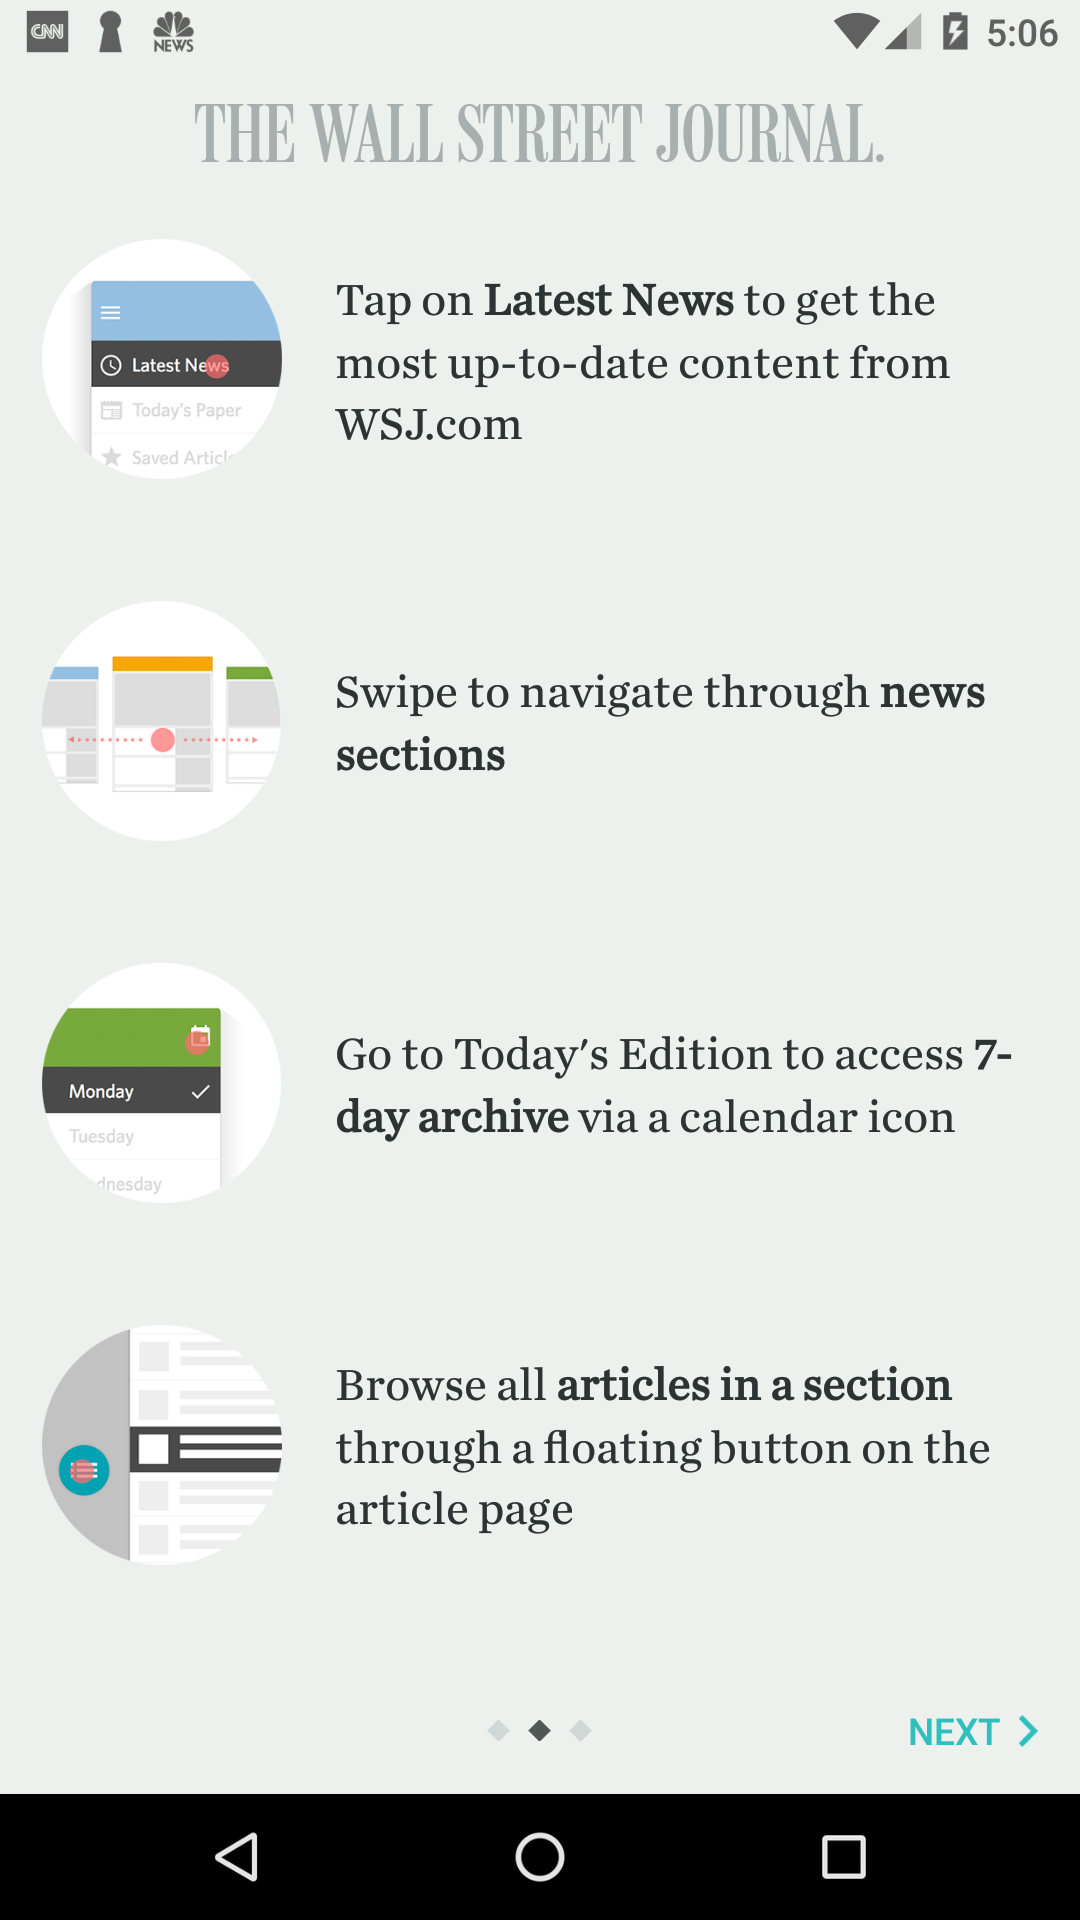 CNN
NEWS
5:06
THE WALL STREET JOURNAL.
Latest News
Today's Paper
Saved Article
Tap on Latest News to get the
most up-to-date content from
WSJ.com
Swipe to navigate through news
sections
Monday
Tuesday
dnesday
Go to Today's Edition to access 7-
day archive via a calendar icon
Browse all articles in a section
through a floating button on the
article page
NEXT